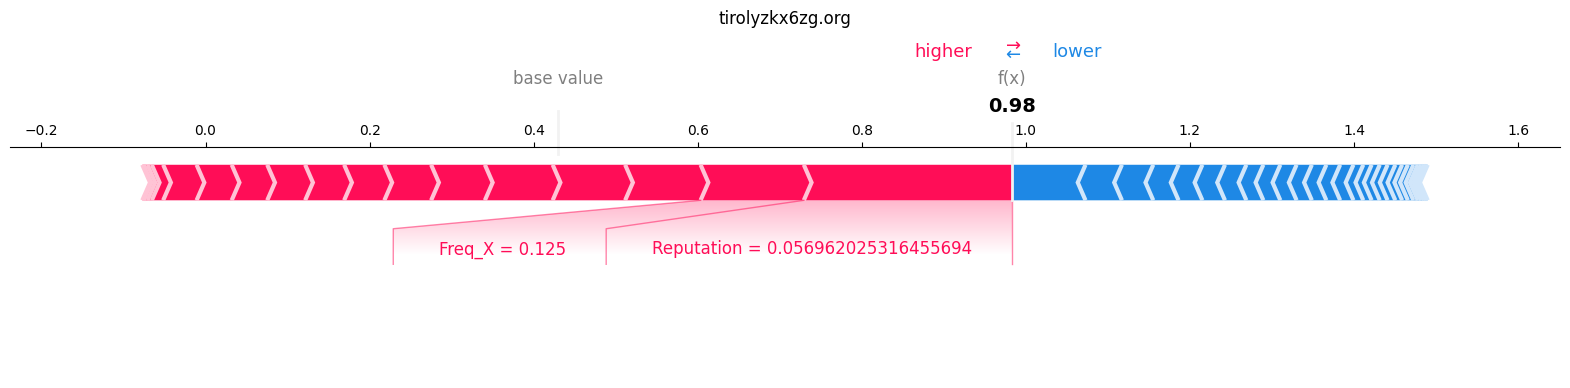 tirolyzkx6zg.org
higher ⇄ lower
base value f(x)
0.98
−0.2 0.0 0.2 0.4 0.6 0.8 1.0 1.2 1.4 1.6
Freq_X = 0.125 Reputation = 0.056962025316455694